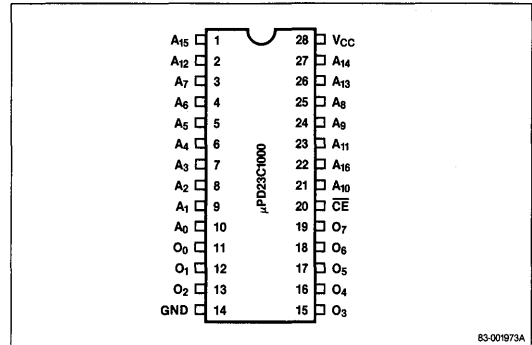 A15 1 28 VCC
A12 2 27 A14
A7 3 26 A13
A6 4 25 A8
A5 5 24 A9
A4 6 23 A11
A3 7 22 A16
A2 8 21 A10
A1 9 20 CE
A0 10 19 O7
O0 11 18 O6
O1 12 17 O5
O2 13 16 O4
GND 14 15 O3
μPD23C1000
83-001973A